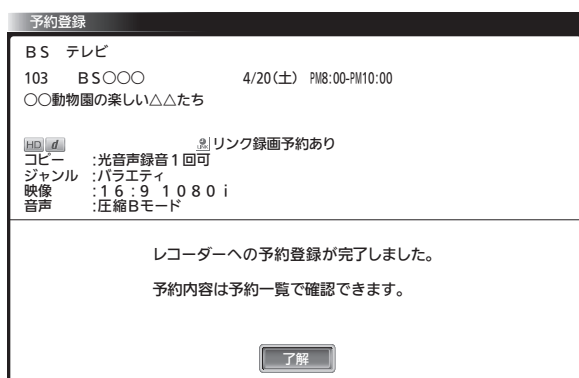 予約登録
BS テレビ
103 BS○○○ 4/20(土) PM8:00-PM10:00
○○動物園の楽しい△△たち
HD d LINK リンク録画予約あり
コピー :光音声録音1回可
ジャンル :バラエティ
映像 :16:9 1080i
音声 :圧縮Bモード
レコーダーへの予約登録が完了しました。
予約内容は予約一覧で確認できます。
了解